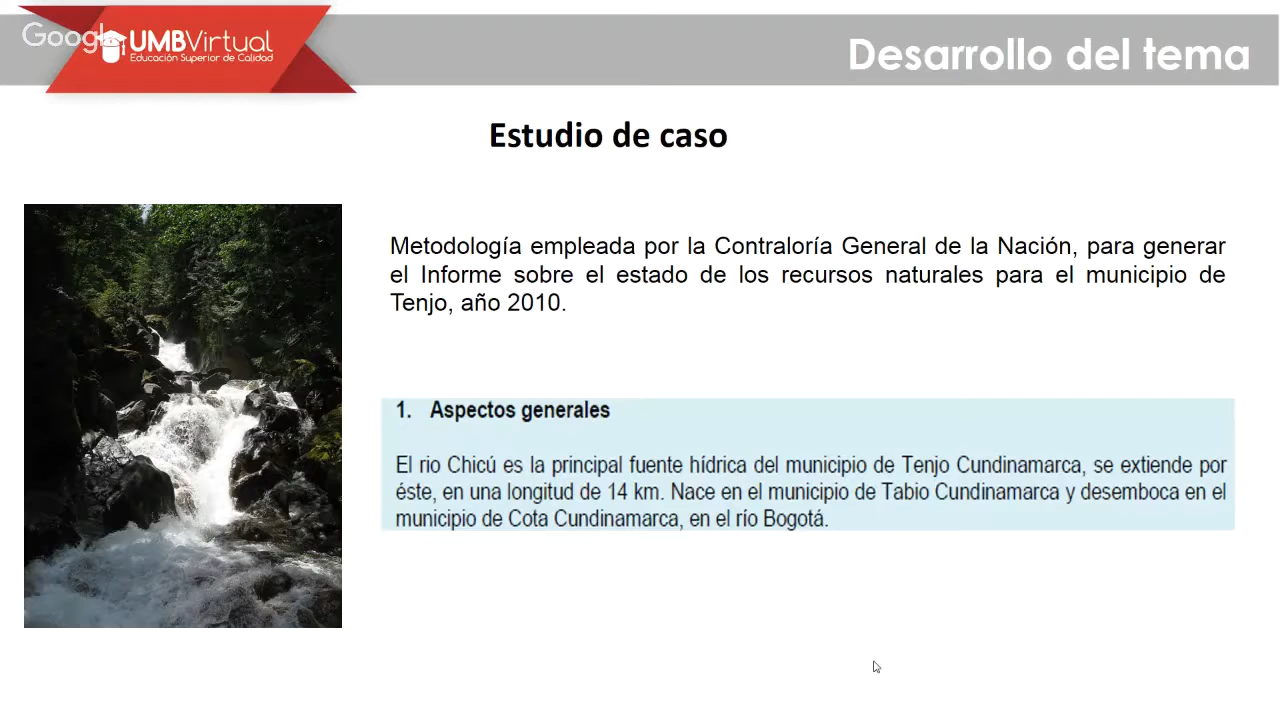 Google
UMBVirtual
Educación Superior de Calidad
Desarrollo del tema
Estudio de caso
Metodología empleada por la Contraloría General de la Nación, para generar
el Informe sobre el estado de los recursos naturales para el municipio de
Tenjo, año 2010.
1. Aspectos generales
El rio Chicú es la principal fuente hídrica del municipio de Tenjo Cundinamarca, se extiende por
éste, en una longitud de 14 km. Nace en el municipio de Tabio Cundinamarca y desemboca en el
municipio de Cota Cundinamarca, en el río Bogotá.